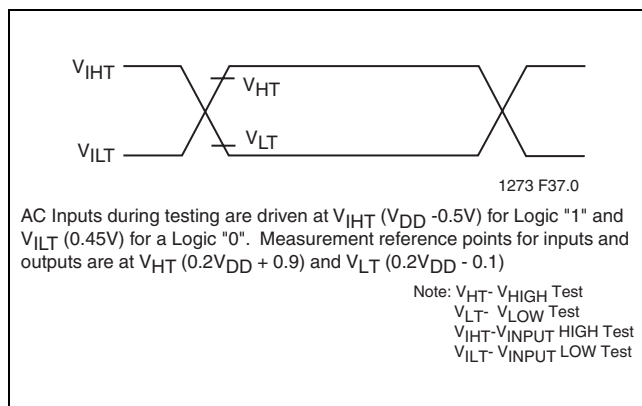 VIHT
VHT
VLT
VILT
1273 F37.0
AC Inputs during testing are driven at VIHT (VDD -0.5V) for Logic "1" and
VILT (0.45V) for a Logic "0". Measurement reference points for inputs and
outputs are at VHT (0.2VDD + 0.9) and VLT (0.2VDD - 0.1)
Note: VHT- VHIGH Test
VLT- VLOW Test
VIHT-VINPUT HIGH Test
VILT- VINPUT LOW Test